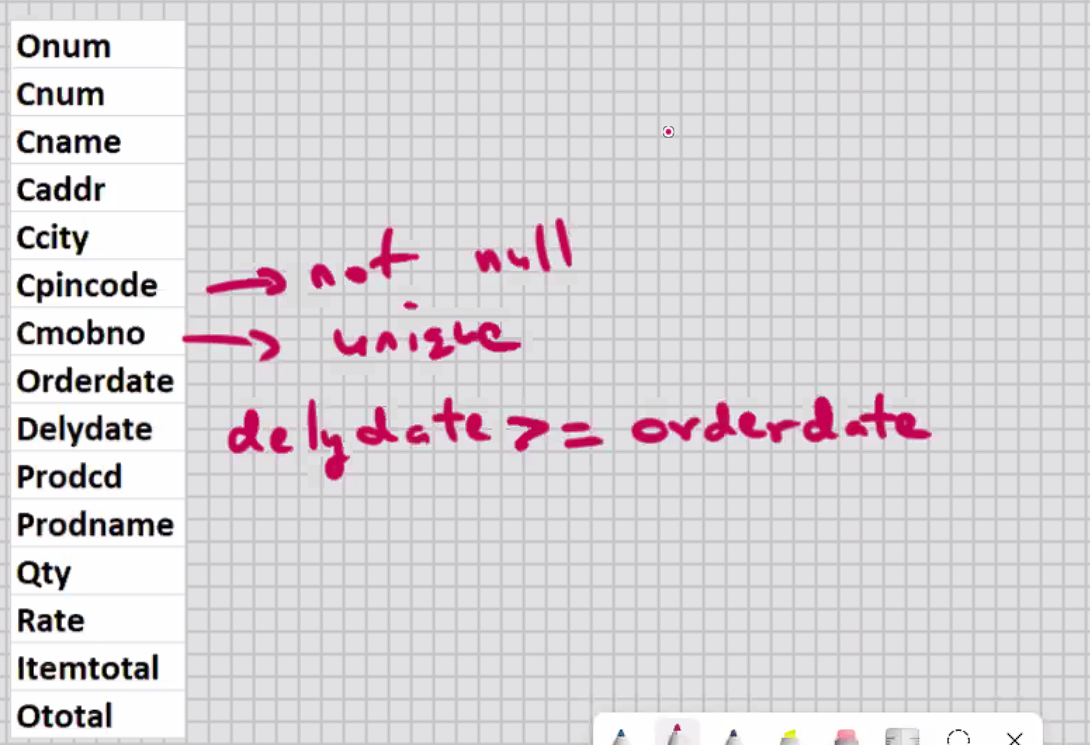 Onum
Cnum
Cname
Caddr
Ccity
Cpincode → not null
Cmobno → unique
Orderdate
Delydate delydate >= orderdate
Prodcd
Prodname
Qty
Rate
Itemtotal
Ototal